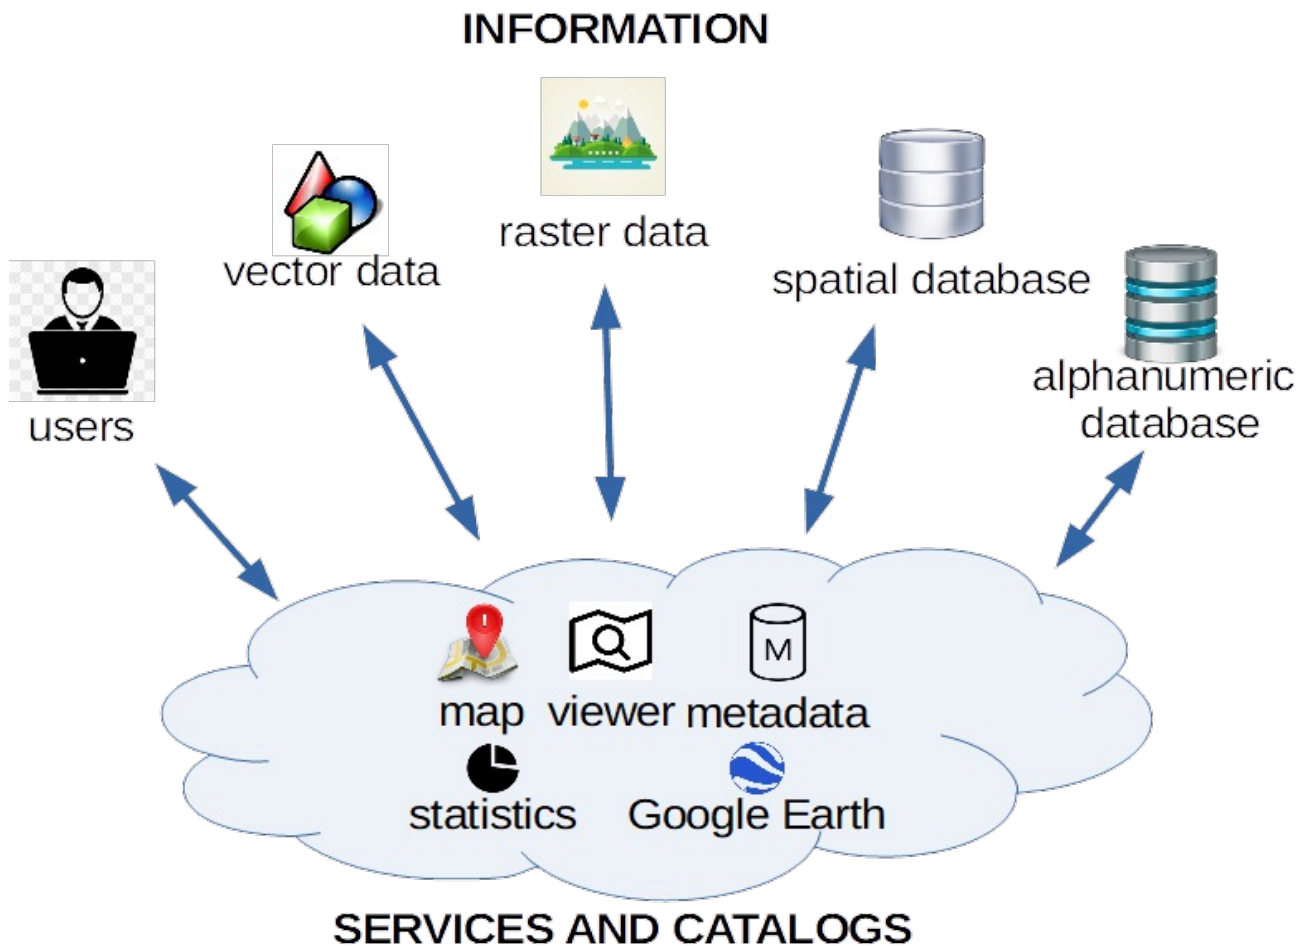 INFORMATION
raster data
vector data
spatial database
alphanumeric
database
users
M
map viewer metadata
statistics Google Earth
SERVICES AND CATALOGS